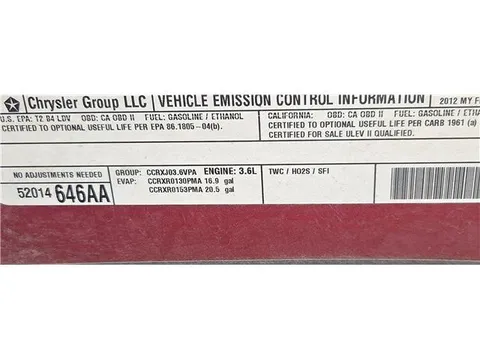 Chrysler Group LLC VEHICLE EMISSION CONTROL INFORMATION 2012 MY
U.S. EPA: T2 B4 LDV OBD: CA OBD II FUEL: GASOLINE / ETHANOL
CERTIFIED TO OPTIONAL USEFUL LIFE PER EPA 86.1805-04(b).
CALIFORNIA: OBD: CA OBD II FUEL: GASOLINE /
CERTIFIED TO OPTIONAL USEFUL LIFE PER CARB 1961 (a)
CERTIFIED FOR SALE ULEV II QUALIFIED.
NO ADJUSTMENTS NEEDED
52014 646AA
GROUP: CCRXJ03.6VPA ENGINE: 3.6L
EVAP: CCRXR0130PMA 16.9 gal
CCRXR0153PMA 20.5 gal
TWC / HO2S / SFI